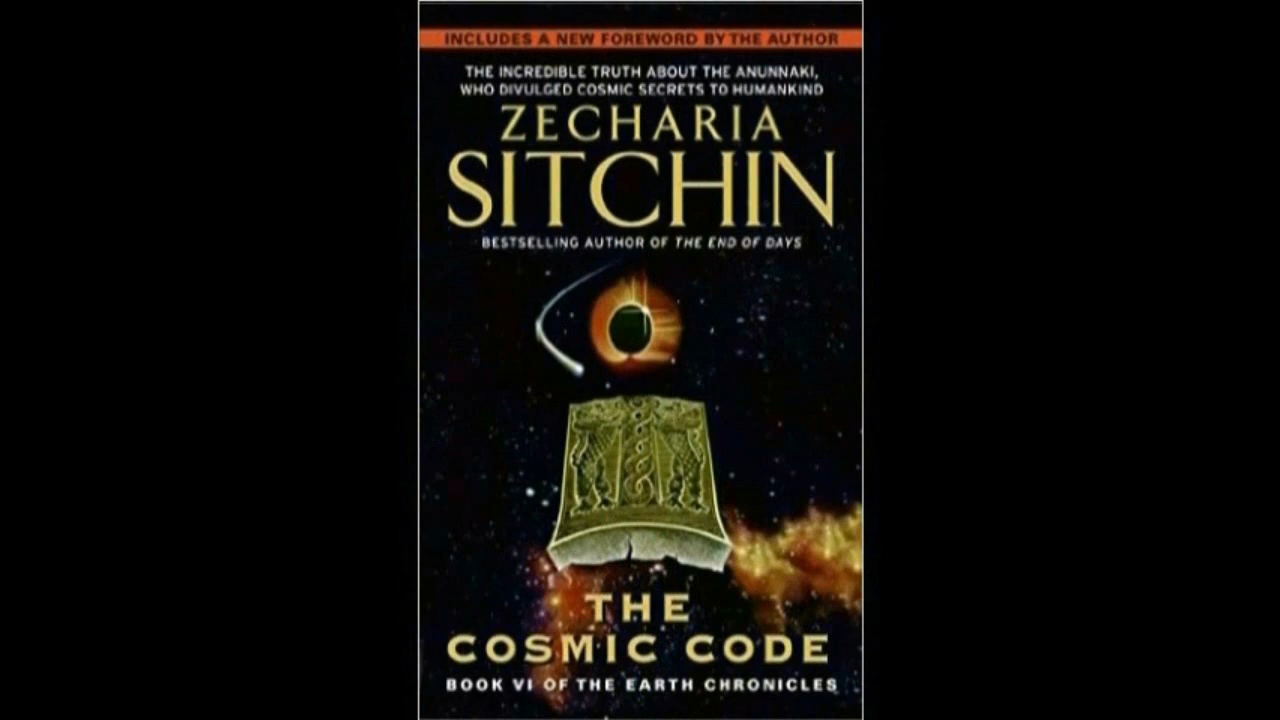 INCLUDES A NEW FOREWORD BY THE AUTHOR
THE INCREDIBLE TRUTH ABOUT THE ANUNNAKI,
WHO DIVULGED COSMIC SECRETS TO HUMANKIND
ZECHARIA
SITCHIN
BESTSELLING AUTHOR OF THE END OF DAYS
THE
COSMIC CODE
BOOK VI OF THE EARTH CHRONICLES